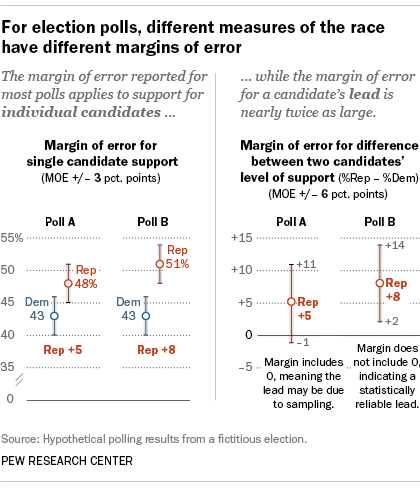 For election polls, different measures of the race
have different margins of error
The margin of error reported for
most polls applies to support for
individual candidates ...
... while the margin of error
for a candidate's lead is
nearly twice as large.
Margin of error for
single candidate support
(MOE +/– 3 pct. points)
Margin of error for difference
between two candidates'
level of support (%Rep – %Dem)
(MOE +/– 6 pct. points)
Poll A
Poll B
55%
50
45
40
35
0
Dem
43
Rep
48%
Rep +5
Dem
43
Rep
51%
Rep +8
Poll A
Poll B
+15
+10
+5
0
–5
+11
Rep
+5
–1
+14
Rep
+8
+2
Margin includes
0, meaning the
lead may be due
to sampling.
Margin does
not include 0,
indicating a
statistically
reliable lead.
Source: Hypothetical polling results from a fictitious election.
PEW RESEARCH CENTER